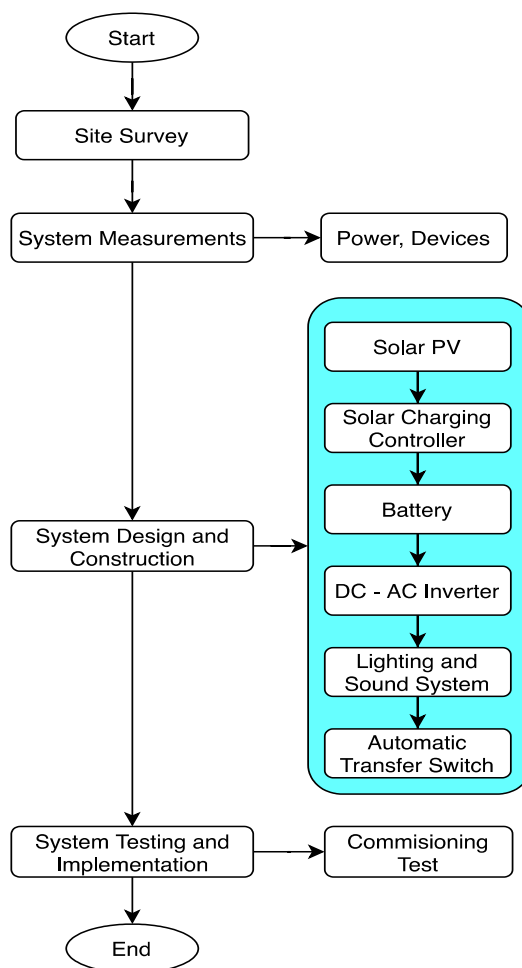 Start
Site Survey
System Measurements
Power, Devices
Solar PV
Solar Charging
Controller
Battery
System Design and
Construction
DC - AC Inverter
Lighting and
Sound System
Automatic
Transfer Switch
System Testing and
Implementation
Commisioning
Test
End